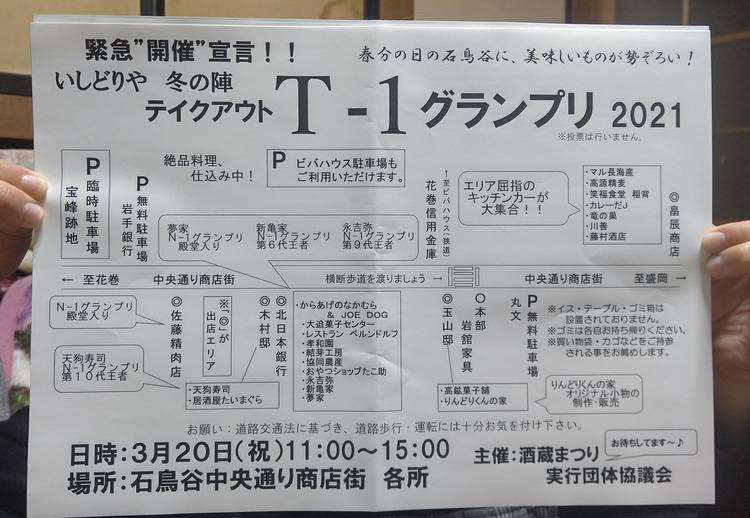 緊急"開催"宣言!!
春分の日の石鳥谷に、美味しいものが勢ぞろい!
いしどりや 冬の陣
テイクアウト T-1グランプリ 2021
※投票は行いません。
P 臨時駐車場
宝峰跡地
P 無料駐車場
岩手銀行
絶品料理、
仕込み中!
P ビバハウス駐車場も
ご利用いただけます。
↑至ビバハウス(狭道)
花巻信用金庫
エリア屈指の
キッチンカーが
大集合!!
・マル長海産
・高源精麦
・笑福食堂 稲背
・カレーだJ
・竜の巣
・川善
・藤村酒店
◎畠辰商店
夢家
N-1グランプリ
殿堂入り
新亀家
N-1グランプリ
第6代王者
永吉弥
N-1グランプリ
第9代王者
← 至花巻 中央通り商店街 横断歩道を渡りましょう→ 中央通り商店街 至盛岡 →
N-1グランプリ
殿堂入り
◎佐藤精肉店
※「◎」が
出店エリア
◎木村邸
◎北日本銀行
・からあげのなかむら
& JOE DOG
・大迫菓子センター
・レストラン ベルンドルフ
・孝和園
・結芽工房
・協同農産
・おやつショップたこ助
・永吉弥
・新亀家
・夢家
◎玉山邸
○本部
岩館家具
P 無料駐車場
丸文
※イス・テーブル・ゴミ箱は
設置されておりません。
※ゴミは各自お持ち帰りください。
※買い物袋・カゴなどをご持参
される事をお薦めします。
天狗寿司
N-1グランプリ
第10代王者
・天狗寿司
・居酒屋たいまぐら
・高鉱菓子舗
・りんどりくんの家
りんどりくんの家
オリジナル小物の
制作・販売
お願い:道路交通法に基づき、道路歩行・運転には十分お気を付け下さい。
日時:3月20日(祝)11:00~15:00
場所:石鳥谷中央通り商店街 各所
お待ちしてます~♪
主催:酒蔵まつり
実行団体協議会